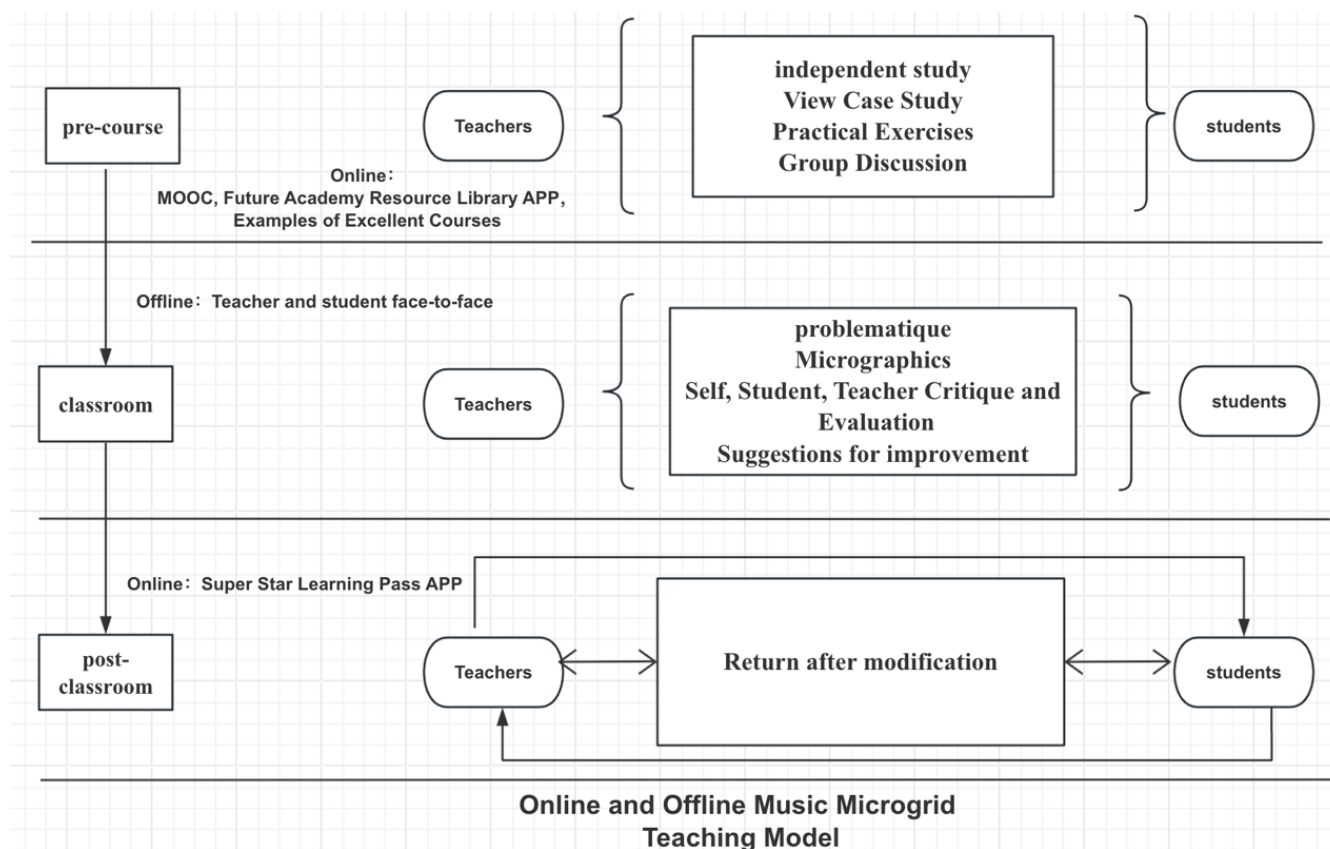 pre-course
Teachers
independent study
View Case Study
Practical Exercises
Group Discussion
students
Online：
MOOC, Future Academy Resource Library APP,
Examples of Excellent Courses
Offline：Teacher and student face-to-face
classroom
Teachers
problematique
Micrographics
Self, Student, Teacher Critique and
Evaluation
Suggestions for improvement
students
Online：Super Star Learning Pass APP
post-
classroom
Teachers
Return after modification
students
Online and Offline Music Microgrid
Teaching Model